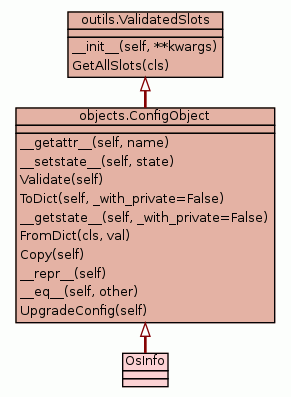 outils.ValidatedSlots
__init__(self, **kwargs)
GetAllSlots(cls)
objects.ConfigObject
__getattr__(self, name)
__setstate__(self, state)
Validate(self)
ToDict(self, _with_private=False)
__getstate__(self, _with_private=False)
FromDict(cls, val)
Copy(self)
__repr__(self)
__eq__(self, other)
UpgradeConfig(self)
OsInfo